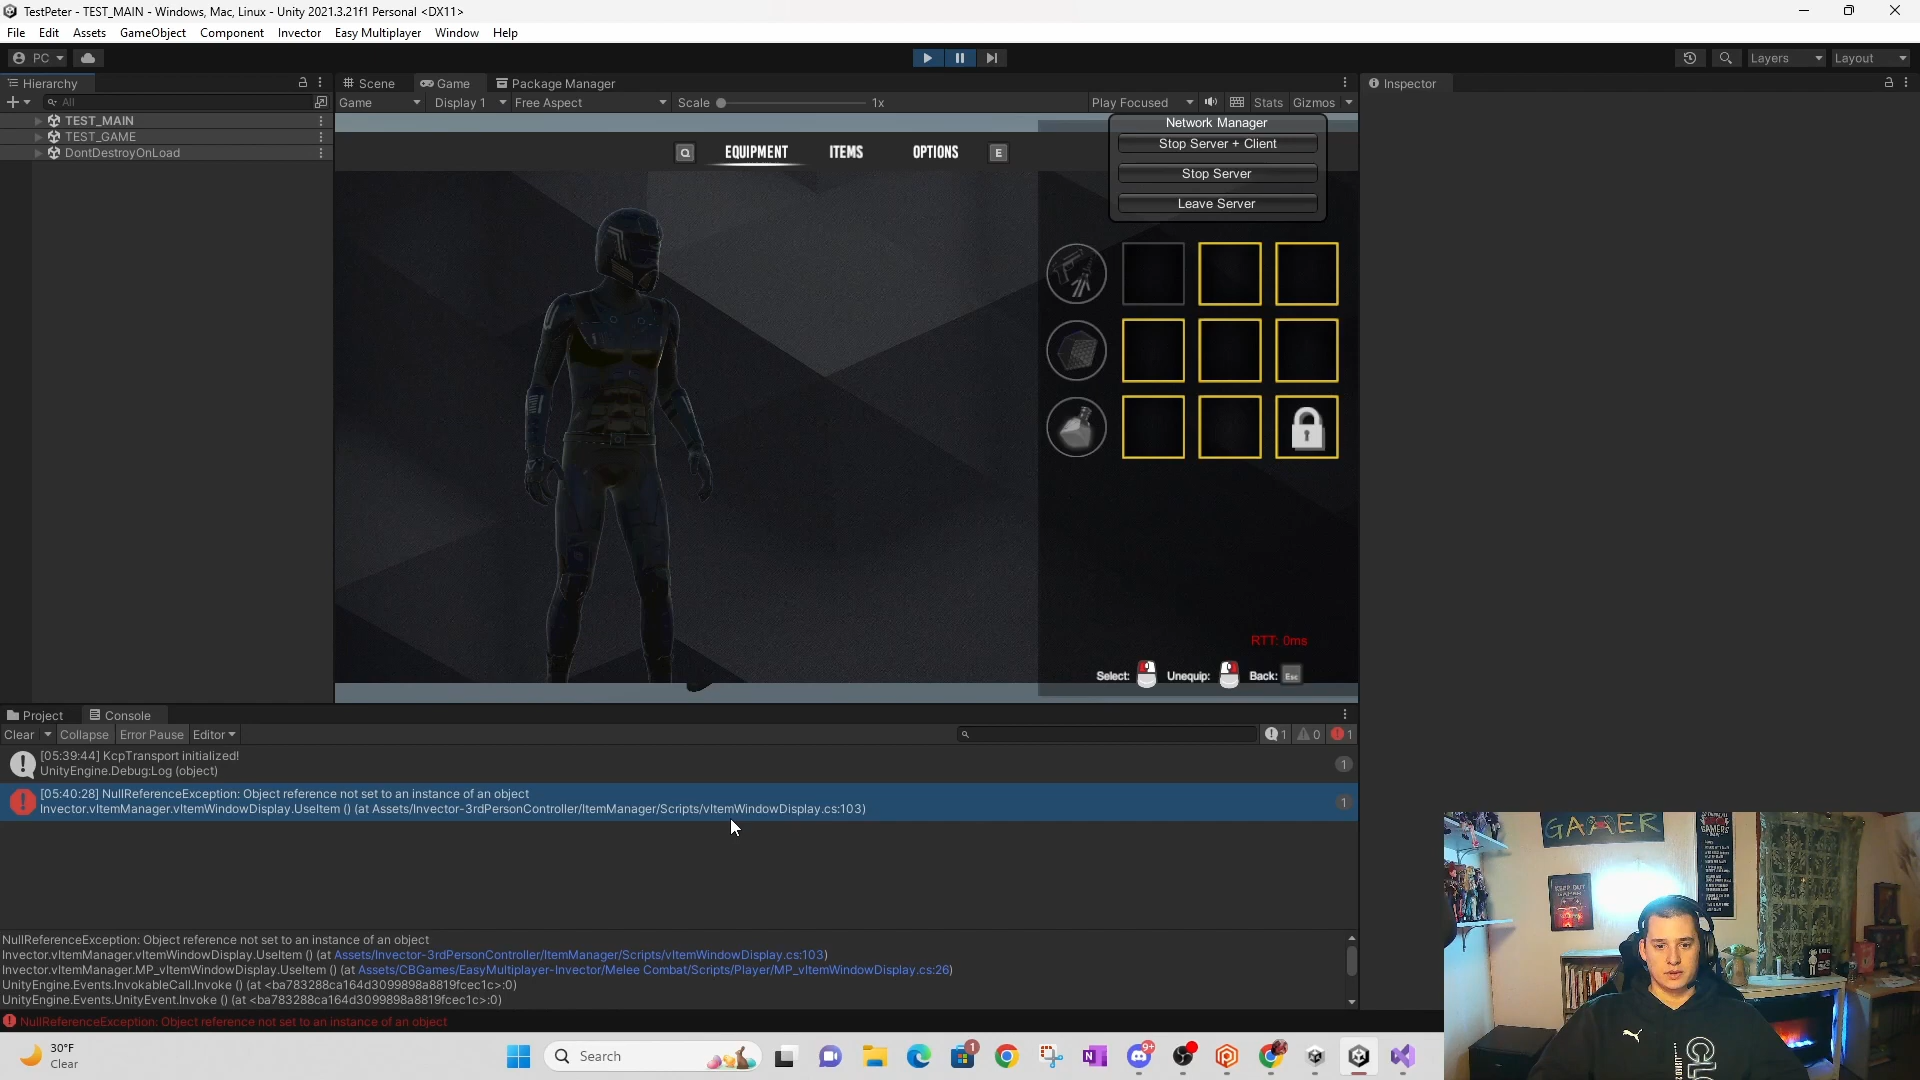 TestPeter - TEST_MAIN - Windows, Mac, Linux - Unity 2021.3.21f1 Personal <DX11>
File Edit Assets GameObject Component Invector Easy Multiplayer Window Help
PC
Layers
Layout
Hierarchy
All
TEST_MAIN
TEST_GAME
DontDestroyOnLoad
Scene Game Package Manager
Game Display 1 Free Aspect Scale 1x Play Focused Stats Gizmos
Inspector
Q EQUIPMENT ITEMS OPTIONS E
Network Manager
Stop Server + Client
Stop Server
Leave Server
RTT: 0ms
Select: Unequip: Back: Esc
Project Console
Clear Collapse Error Pause Editor
1 0 1
[05:39:44] KcpTransport initialized!
UnityEngine.Debug:Log (object)
1
[05:40:28] NullReferenceException: Object reference not set to an instance of an object
Invector.vItemManager.vItemWindowDisplay.UseItem () (at Assets/Invector-3rdPersonController/ItemManager/Scripts/vItemWindowDisplay.cs:103)
1
NullReferenceException: Object reference not set to an instance of an object
Invector.vItemManager.vItemWindowDisplay.UseItem () (at Assets/Invector-3rdPersonController/ItemManager/Scripts/vItemWindowDisplay.cs:103)
Invector.vItemManager.MP_vItemWindowDisplay.UseItem () (at Assets/CBGames/EasyMultiplayer-Invector/Melee Combat/Scripts/Player/MP_vItemWindowDisplay.cs:26)
UnityEngine.Events.InvokableCall.Invoke () (at <ba783288ca164d3099898a8819fcec1c>:0)
UnityEngine.Events.UnityEvent.Invoke () (at <ba783288ca164d3099898a8819fcec1c>:0)
NullReferenceException: Object reference not set to an instance of an object
GAMER
KEEP OUT
GAMER
30°F
Clear
Search
1
N
9+